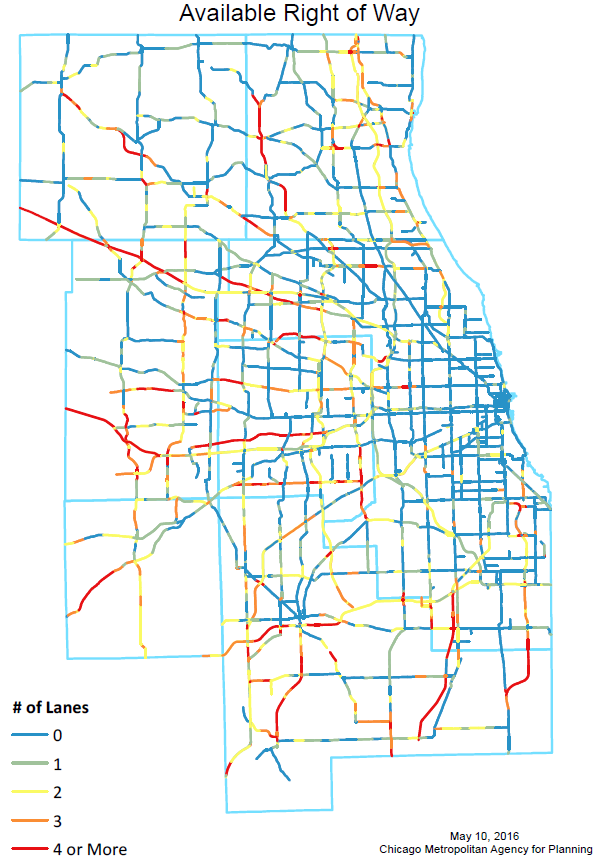 Available Right of Way
# of Lanes
0
1
2
3
4 or More
May 10, 2016
Chicago Metropolitan Agency for Planning